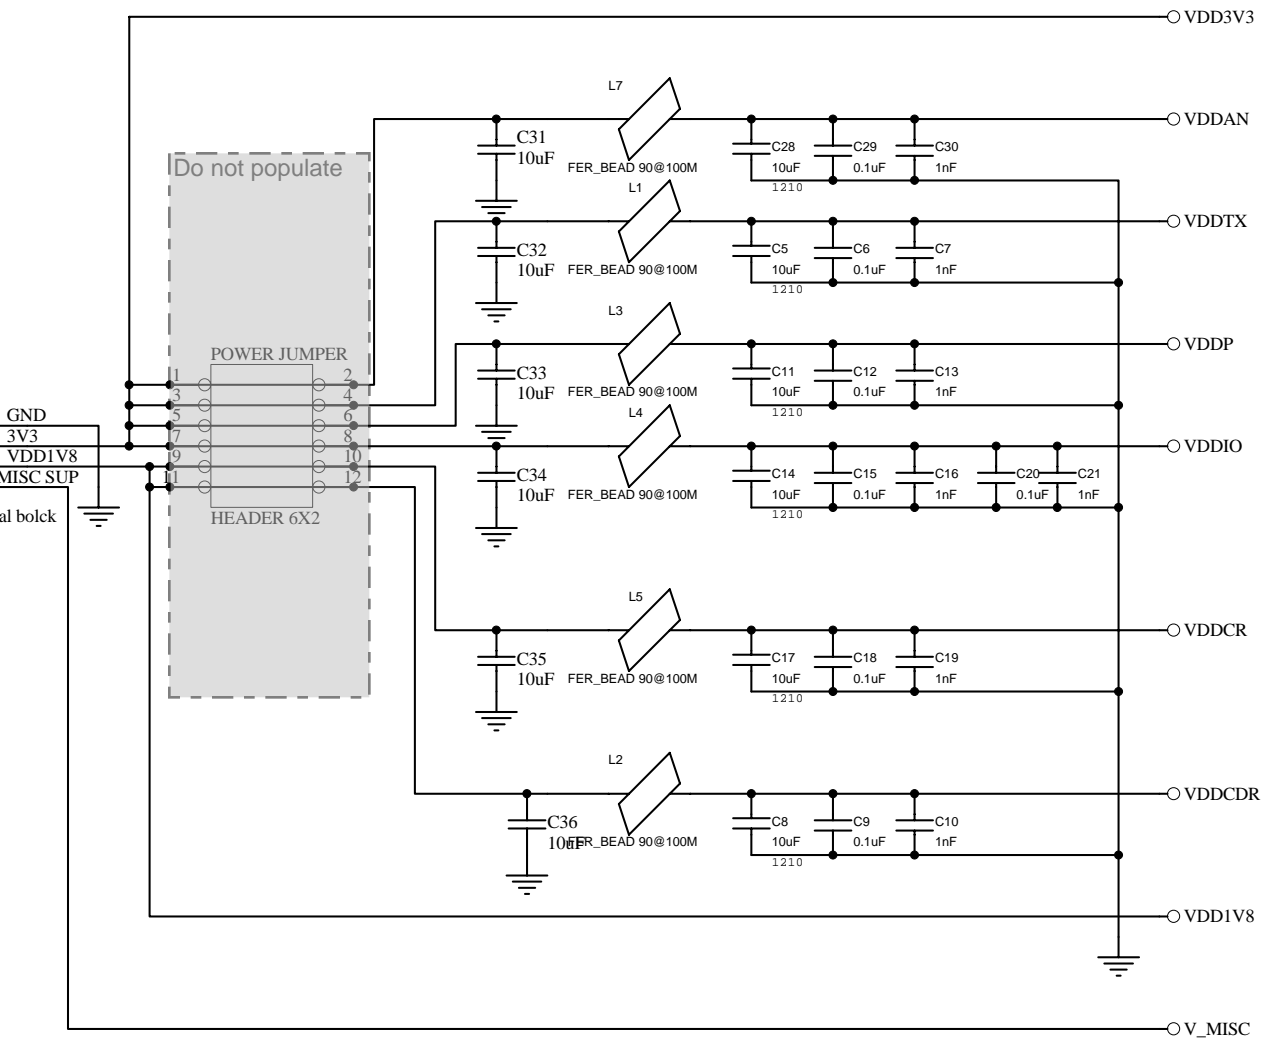 VDD3V3
L7
VDDAN
C31
10uF
C28
10uF
1210
C29
0.1uF
C30
1nF
FER_BEAD 90@100M
Do not populate
L1
VDDTX
C32
10uF
C5
10uF
1210
C6
0.1uF
C7
1nF
FER_BEAD 90@100M
L3
VDDP
C33
10uF
C11
10uF
1210
C12
0.1uF
C13
1nF
FER_BEAD 90@100M
POWER JUMPER
1 2
3 4
5 6
7 8
9 10
11 12
HEADER 6X2
GND
3V3
VDD1V8
MISC SUP
al bolck
L4
VDDIO
C34
10uF
C14
10uF
1210
C15
0.1uF
C16
1nF
C20
0.1uF
C21
1nF
FER_BEAD 90@100M
L5
VDDCR
C35
10uF
C17
10uF
1210
C18
0.1uF
C19
1nF
FER_BEAD 90@100M
L2
VDDCDR
C36
10uF
C8
10uF
1210
C9
0.1uF
C10
1nF
FER_BEAD 90@100M
VDD1V8
V_MISC